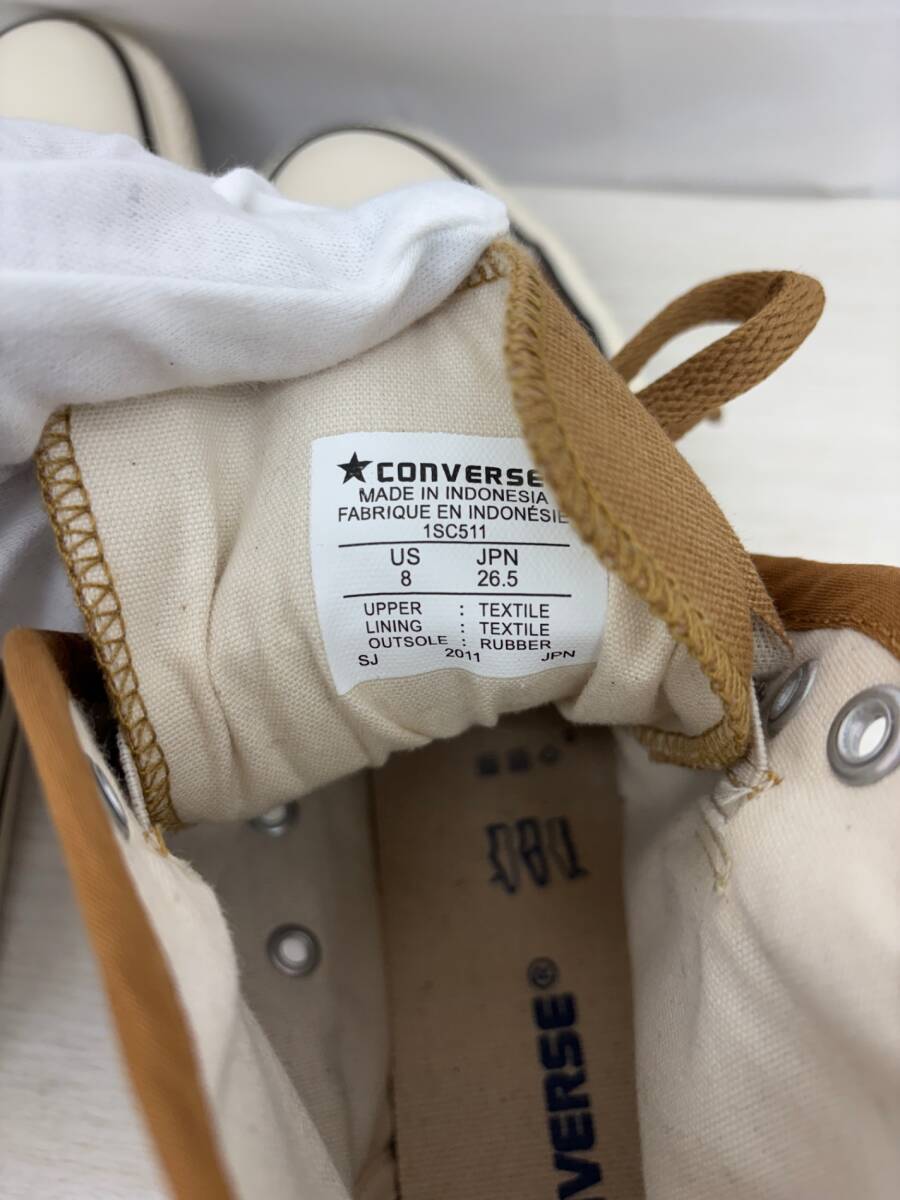 ★CONVERSE
MADE IN INDONESIA
FABRIQUE EN INDONÉSIE
1SC511
US JPN
8 26.5
UPPER : TEXTILE
LINING : TEXTILE
OUTSOLE : RUBBER
SJ 2011 JPN
VERSE®